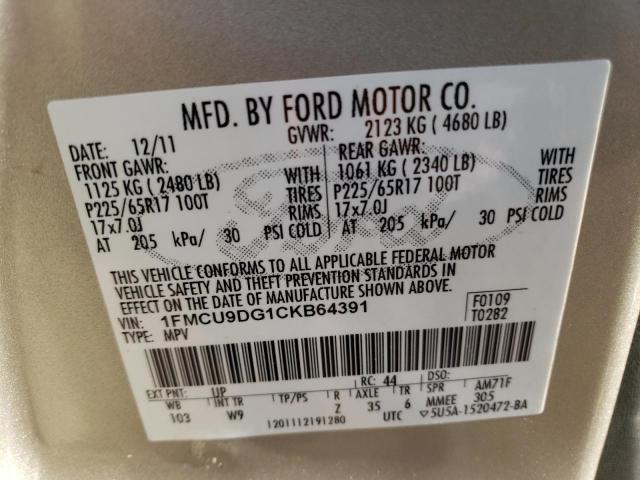 MFD. BY FORD MOTOR CO.
DATE: 12/11 GVWR: 2123 KG ( 4680 LB)
FRONT GAWR: REAR GAWR:
1125 KG ( 2480 LB) WITH 1061 KG ( 2340 LB) WITH
P225/65R17 100T TIRES P225/65R17 100T TIRES
17x7.0J RIMS 17x7.0J RIMS
AT 205 kPa/ 30 PSI COLD AT 205 kPa/ 30 PSI COLD
Ford
THIS VEHICLE CONFORMS TO ALL APPLICABLE FEDERAL MOTOR
VEHICLE SAFETY AND THEFT PREVENTION STANDARDS IN
EFFECT ON THE DATE OF MANUFACTURE SHOWN ABOVE.
VIN: 1FMCU9DG1CKB64391 F0109
TYPE: MPV T0282
EXT PNT: UP RC: 44 DSO:
WB INT TR TP/PS R AXLE TR SPR AM71F
103 W9 Z 35 6 MMEE 305
1201112191280 UTC ▽5U5A-1520472-BA